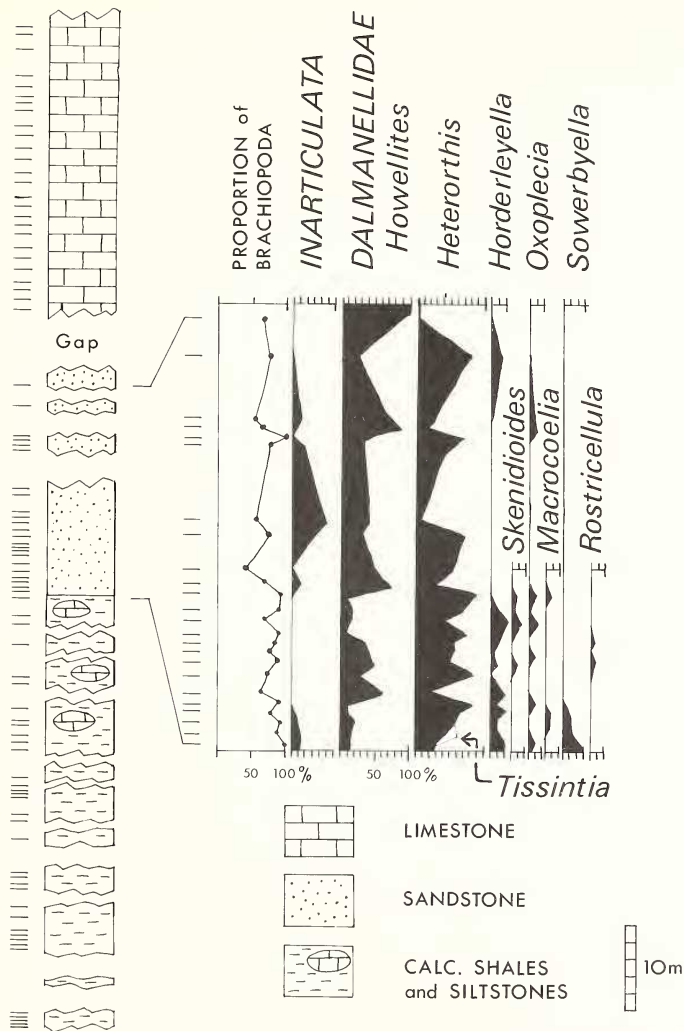 PROPORTION of
BRACHIOPODA
INARTICULATA
DALMANELLIDAE
Howellites
Heterorthis
Horderleyella
Oxoplecia
Sowerbyella
Gap
Skenidioides
Macrocoelia
Rostricellula
50 100%
50 100%
Tissintia
LIMESTONE
SANDSTONE
CALC. SHALES
and SILTSTONES
10m